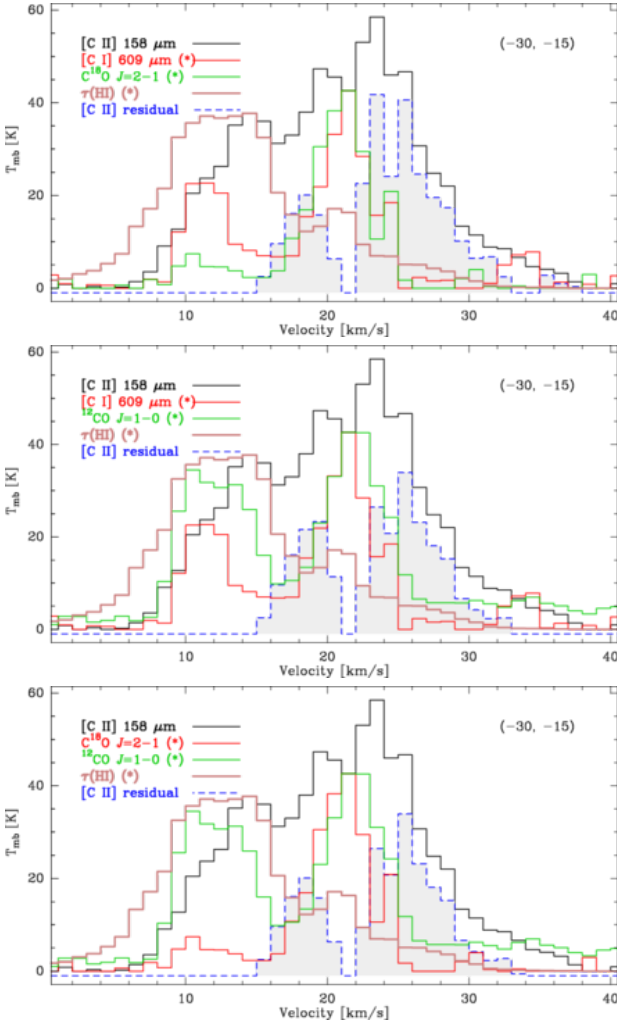 60
[C II] 158 μm
(−30, −15)
[C I] 609 μm (*)
C¹⁸O J=2−1 (*)
40
τ(HI) (*)
[C II] residual
T_mb [K]
20
0
10 20 30 40
Velocity [km/s]
60
[C II] 158 μm
(−30, −15)
[C I] 609 μm (*)
¹²CO J=1−0 (*)
40
τ(HI) (*)
[C II] residual
T_mb [K]
20
0
10 20 30 40
Velocity [km/s]
60
[C II] 158 μm
(−30, −15)
C¹⁸O J=2−1 (*)
¹²CO J=1−0 (*)
40
τ(HI) (*)
[C II] residual
T_mb [K]
20
0
10 20 30 40
Velocity [km/s]